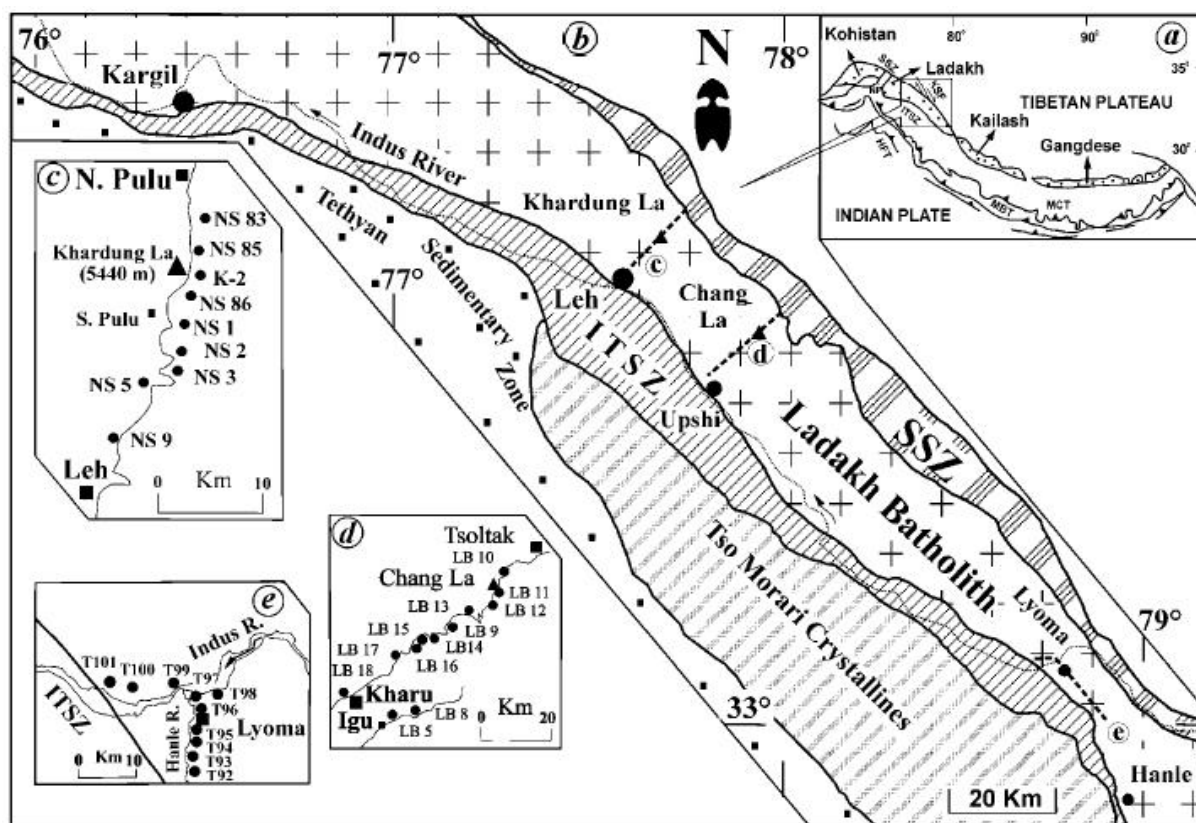 76°
77°
b
N
78°
a
Kohistan
80°
90°
35°
SSZ
Ladakh
KSF
ITSZ
TIBETAN PLATEAU
Kailash
Gangdese
30°
HFT
MBT
MCT
INDIAN PLATE
Kargil
Indus River
Tethyan
Sedimentary
Zone
77°
Khardung La
c
Leh
Chang
La
d
ITSZ
Upshi
SSZ
Ladakh Batholith
Tso Morari Crystallines
Lyoma
79°
33°
e
Hanle
20 Km
c
N. Pulu
NS 83
Khardung La
(5440 m)
NS 85
K-2
NS 86
S. Pulu
NS 1
NS 2
NS 3
NS 5
NS 9
Leh
0 Km 10
d
Tsoltak
LB 10
Chang La
LB 11
LB 12
LB 13
LB 9
LB14
LB 15
LB 16
LB 17
LB 18
Kharu
Igu
LB 8
LB 5
Km
0 20
e
Indus R.
T101
T100
T99
T97
T98
T96
Lyoma
T95
T94
T93
T92
Hanle R.
ITSZ
Km
0 10